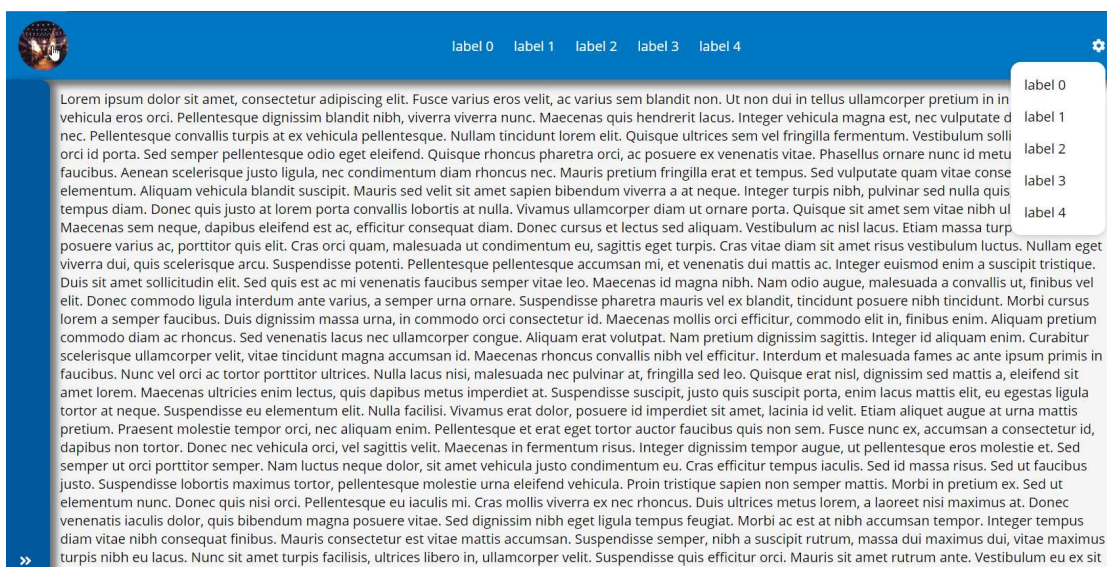 label 0 label 1 label 2 label 3 label 4
label 0
label 1
label 2
label 3
label 4
Lorem ipsum dolor sit amet, consectetur adipiscing elit. Fusce varius eros velit, ac varius sem blandit non. Ut non dui in tellus ullamcorper pretium in in
vehicula eros orci. Pellentesque dignissim blandit nibh, viverra viverra nunc. Maecenas quis hendrerit lacus. Integer vehicula magna est, nec vulputate d
nec. Pellentesque convallis turpis at ex vehicula pellentesque. Nullam tincidunt lorem elit. Quisque ultrices sem vel fringilla fermentum. Vestibulum solli
orci id porta. Sed semper pellentesque odio eget eleifend. Quisque rhoncus pharetra orci, ac posuere ex venenatis vitae. Phasellus ornare nunc id metu
faucibus. Aenean scelerisque justo ligula, nec condimentum diam rhoncus nec. Mauris pretium fringilla erat et tempus. Sed vulputate quam vitae conse
elementum. Aliquam vehicula blandit suscipit. Mauris sed velit sit amet sapien bibendum viverra a at neque. Integer turpis nibh, pulvinar sed nulla quis,
tempus diam. Donec quis justo at lorem porta convallis lobortis at nulla. Vivamus ullamcorper diam ut ornare porta. Quisque sit amet sem vitae nibh ul
Maecenas sem neque, dapibus eleifend est ac, efficitur consequat diam. Donec cursus et lectus sed aliquam. Vestibulum ac nisl lacus. Etiam massa turp
posuere varius ac, porttitor quis elit. Cras orci quam, malesuada ut condimentum eu, sagittis eget turpis. Cras vitae diam sit amet risus vestibulum luctus. Nullam eget
viverra dui, quis scelerisque arcu. Suspendisse potenti. Pellentesque pellentesque accumsan mi, et venenatis dui mattis ac. Integer euismod enim a suscipit tristique.
Duis sit amet sollicitudin elit. Sed quis est ac mi venenatis faucibus semper vitae leo. Maecenas id magna nibh. Nam odio augue, malesuada a convallis ut, finibus vel
elit. Donec commodo ligula interdum ante varius, a semper urna ornare. Suspendisse pharetra mauris vel ex blandit, tincidunt posuere nibh tincidunt. Morbi cursus
lorem a semper faucibus. Duis dignissim massa urna, in commodo orci consectetur id. Maecenas mollis orci efficitur, commodo elit in, finibus enim. Aliquam pretium
commodo diam ac rhoncus. Sed venenatis lacus nec ullamcorper congue. Aliquam erat volutpat. Nam pretium dignissim sagittis. Integer id aliquam enim. Curabitur
scelerisque ullamcorper velit, vitae tincidunt magna accumsan id. Maecenas rhoncus convallis nibh vel efficitur. Interdum et malesuada fames ac ante ipsum primis in
faucibus. Nunc vel orci ac tortor porttitor ultrices. Nulla lacus nisi, malesuada nec pulvinar at, fringilla sed leo. Quisque erat nisl, dignissim sed mattis a, eleifend sit
amet lorem. Maecenas ultricies enim lectus, quis dapibus metus imperdiet at. Suspendisse suscipit, justo quis suscipit porta, enim lacus mattis elit, eu egestas ligula
tortor at neque. Suspendisse eu elementum elit. Nulla facilisi. Vivamus erat dolor, posuere id imperdiet sit amet, lacinia id velit. Etiam aliquet augue at urna mattis
pretium. Praesent molestie tempor orci, nec aliquam enim. Pellentesque et erat eget tortor auctor faucibus quis non sem. Fusce nunc ex, accumsan a consectetur id,
dapibus non tortor. Donec nec vehicula orci, vel sagittis velit. Maecenas in fermentum risus. Integer dignissim tempor augue, ut pellentesque eros molestie et. Sed
semper ut orci porttitor semper. Nam luctus neque dolor, sit amet vehicula justo condimentum eu. Cras efficitur tempus iaculis. Sed id massa risus. Sed ut faucibus
justo. Suspendisse lobortis maximus tortor, pellentesque molestie urna eleifend vehicula. Proin tristique sapien non semper mattis. Morbi in pretium ex. Sed ut
elementum nunc. Donec quis nisi orci. Pellentesque eu iaculis mi. Cras mollis viverra ex nec rhoncus. Duis ultrices metus lorem, a laoreet nisi maximus at. Donec
venenatis iaculis dolor, quis bibendum magna posuere vitae. Sed dignissim nibh eget ligula tempus feugiat. Morbi ac est at nibh accumsan tempor. Integer tempus
diam vitae nibh consequat finibus. Mauris consectetur est vitae mattis accumsan. Suspendisse semper, nibh a suscipit rutrum, massa dui maximus dui, vitae maximus
turpis nibh eu lacus. Nunc sit amet turpis facilisis, ultrices libero in, ullamcorper velit. Suspendisse quis efficitur orci. Mauris sit amet rutrum ante. Vestibulum eu ex sit